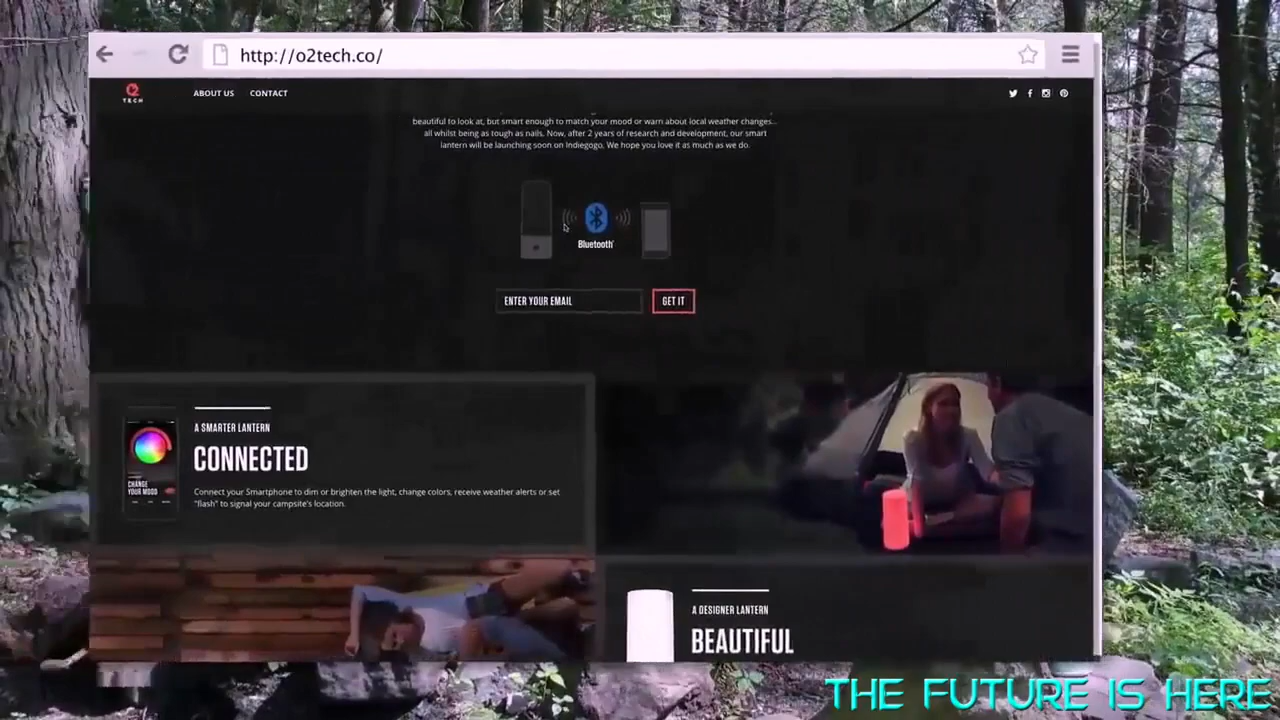 http://o2tech.co/
O2
TECH
ABOUT US
CONTACT
beautiful to look at, but smart enough to match your mood or warn about local weather changes...
all whilst being as tough as nails. Now, after 2 years of research and development, our smart
lantern will be launching soon on Indiegogo. We hope you love it as much as we do.
Bluetooth®
ENTER YOUR EMAIL
GET IT
A SMARTER LANTERN
CONNECTED
Connect your Smartphone to dim or brighten the light, change colors, receive weather alerts or set
"flash" to signal your campsite's location.
CHANGE
YOUR MOOD
A DESIGNER LANTERN
BEAUTIFUL
THE FUTURE IS HERE